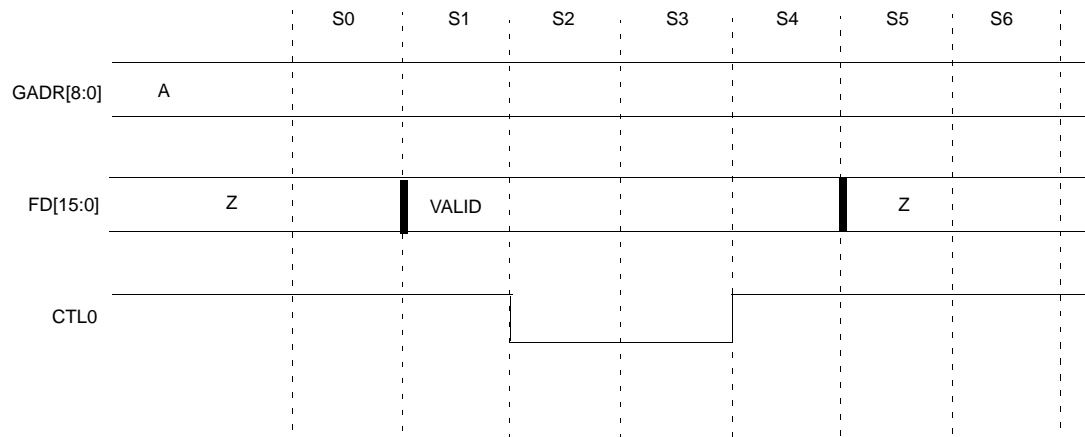 S0 S1 S2 S3 S4 S5 S6
GADR[8:0] A
FD[15:0] Z VALID Z
CTL0